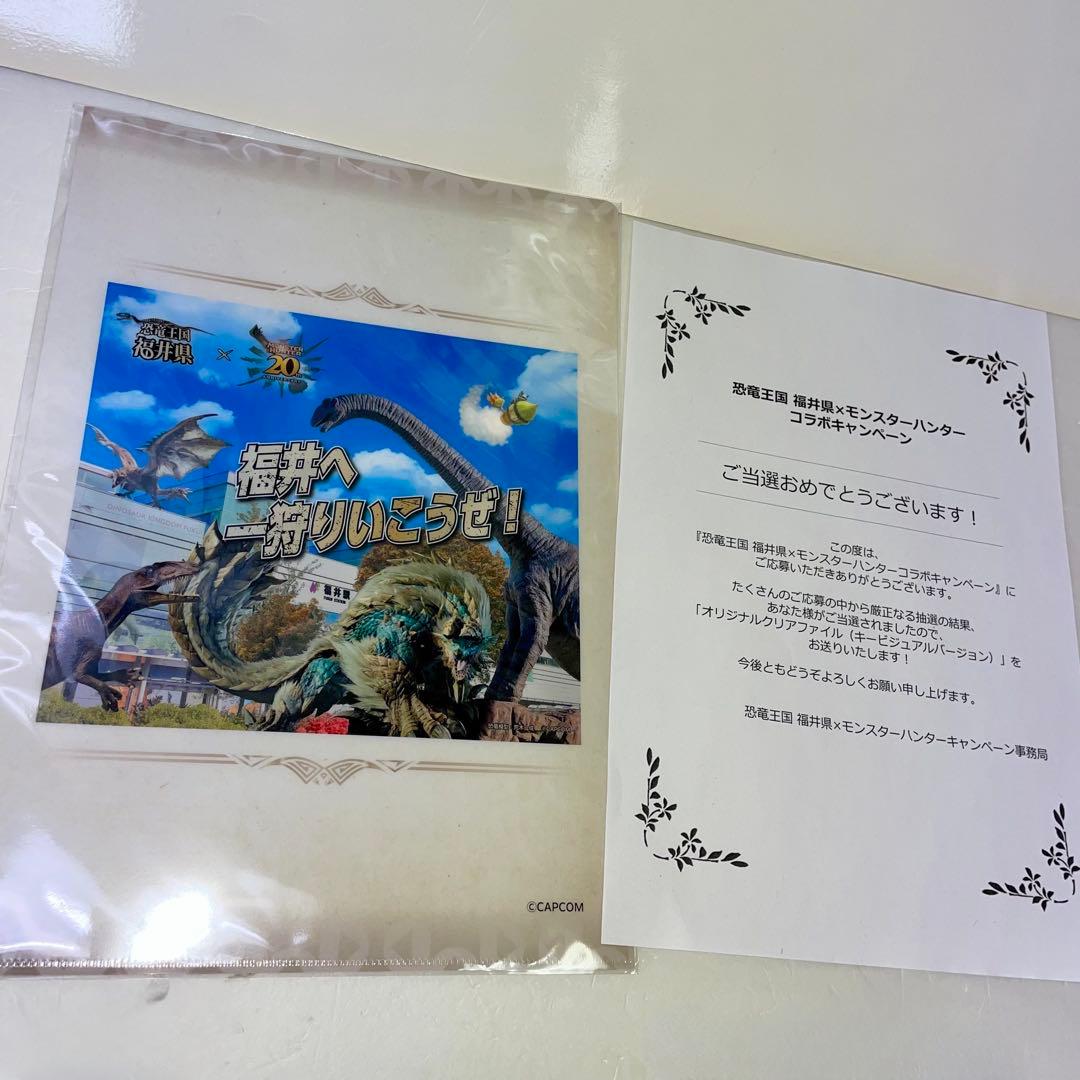 恐竜王国
福井県
×
MONSTER
HUNTER
20th
ANNIVERSARY
福井へ
一狩りいこうぜ！
DINOSAUR KINGDOM FUKUI
福井県
©CAPCOM
恐竜王国 福井県×モンスターハンター
コラボキャンペーン
ご当選おめでとうございます！
この度は、
『恐竜王国 福井県×モンスターハンターコラボキャンペーン』に
ご応募いただきありがとうございます。
たくさんのご応募の中から厳正なる抽選の結果、
あなた様がご当選されましたので、
「オリジナルクリアファイル（キービジュアルバージョン）」を
お送りいたします！
今後ともどうぞよろしくお願い申し上げます。
恐竜王国 福井県×モンスターハンターキャンペーン事務局